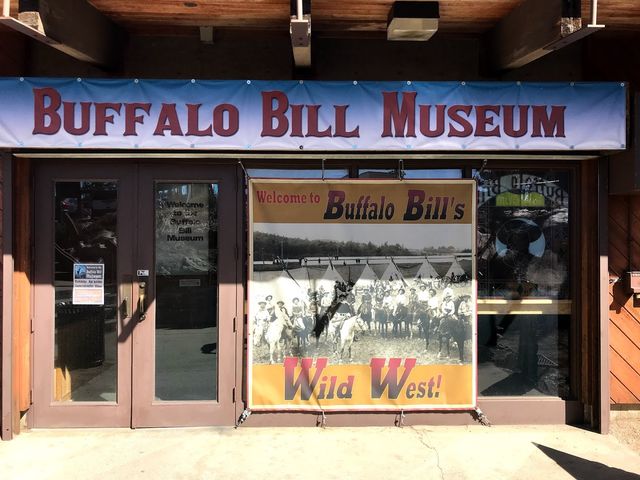 Buffalo Bill Museum
Welcome to
Buffalo Bill's
Wild West!
Welcome
to the
Buffalo
Bill
Museum